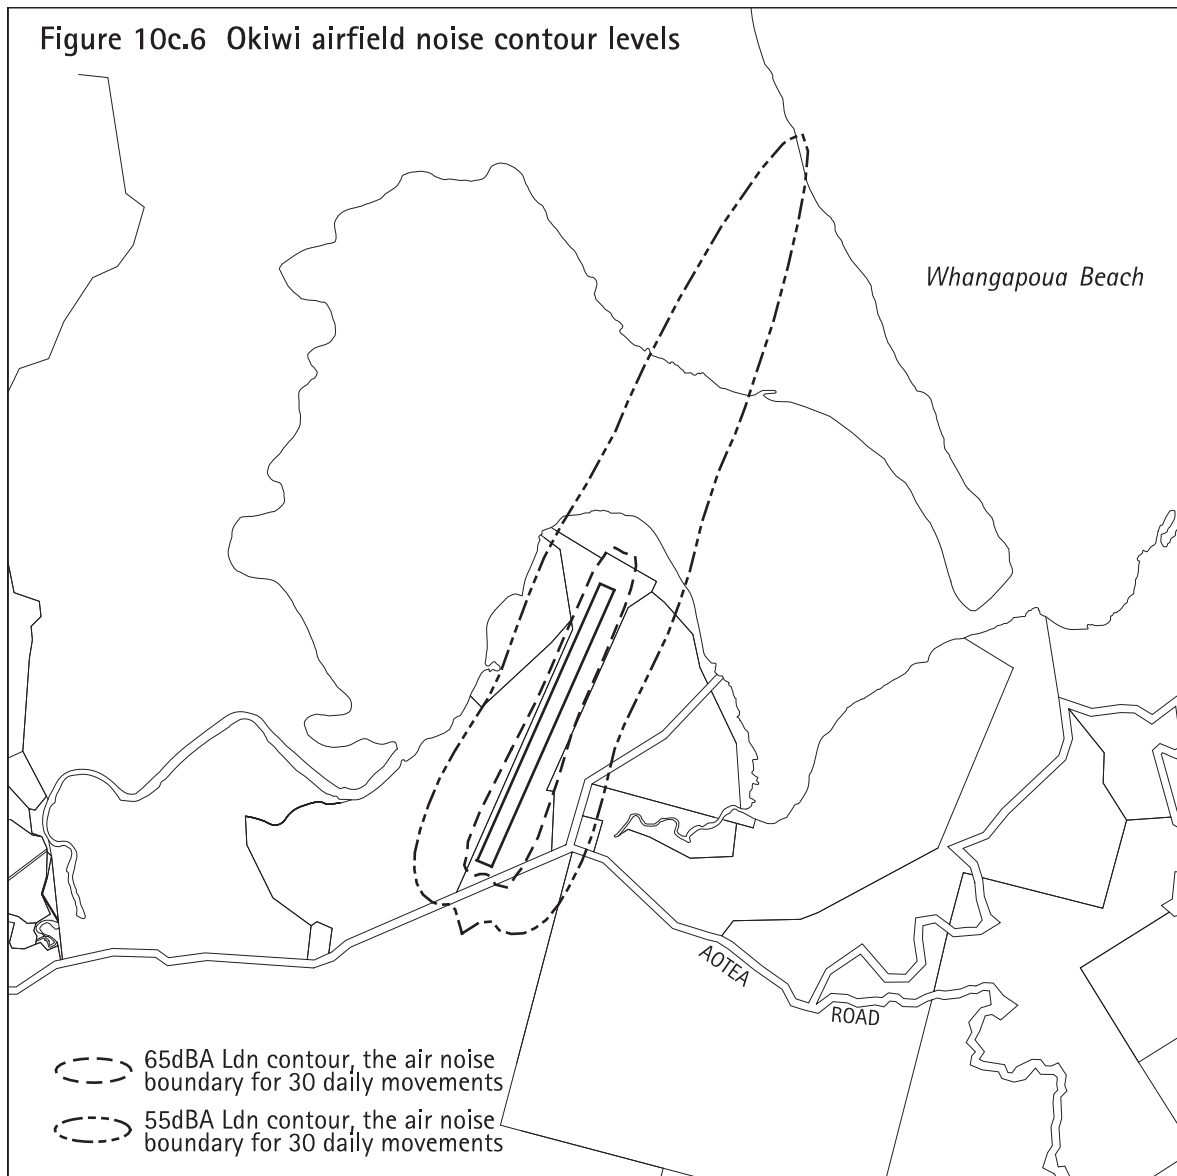 Figure 10c.6  Okiwi airfield noise contour levels
Whangapoua Beach
AOTEA
ROAD
65dBA Ldn contour, the air noise
boundary for 30 daily movements
55dBA Ldn contour, the air noise
boundary for 30 daily movements